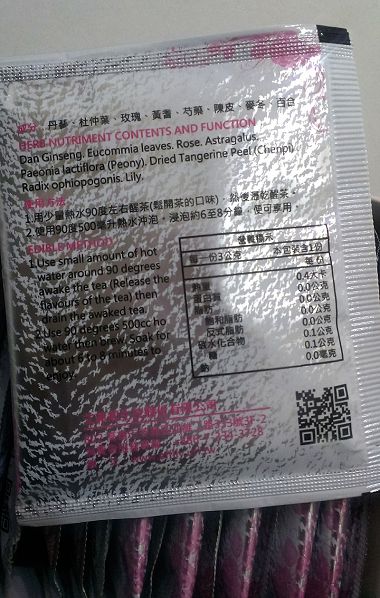 成分：丹蔘、杜仲葉、玫瑰、黃耆、芍藥、陳皮、麥冬、百合
HERB NUTRIMENT CONTENTS AND FUNCTION
Dan Ginseng. Eucommia leaves. Rose. Astragalus.
Paeonia lactiflora (Peony). Dried Tangerine Peel (Chenpi).
Radix ophiopogonis. Lily.
使用方法
1.用少量熱水90度左右醒茶(鬆開茶的口味)，然後瀝乾醒茶。
2.使用90度500毫升熱水沖泡，浸泡約6至8分鐘，便可享用。
EDIBLE METHOD
1.Use small amount of hot
water around 90 degrees
awake the tea (Release the
flavours of the tea) then
drain the awaked tea.
2.Use 90 degrees 500cc ho
water then brew. Soak for
about 6 to 8 minutes to
enjoy.
營養標示
每一份3公克 本包裝含1份
每份
熱量 0.4大卡
蛋白質 0.0公克
脂肪 0.0公克
飽和脂肪 0.0公克
反式脂肪 0.0公克
碳水化合物 0.1公克
糖 0.1公克
鈉 0.0毫克